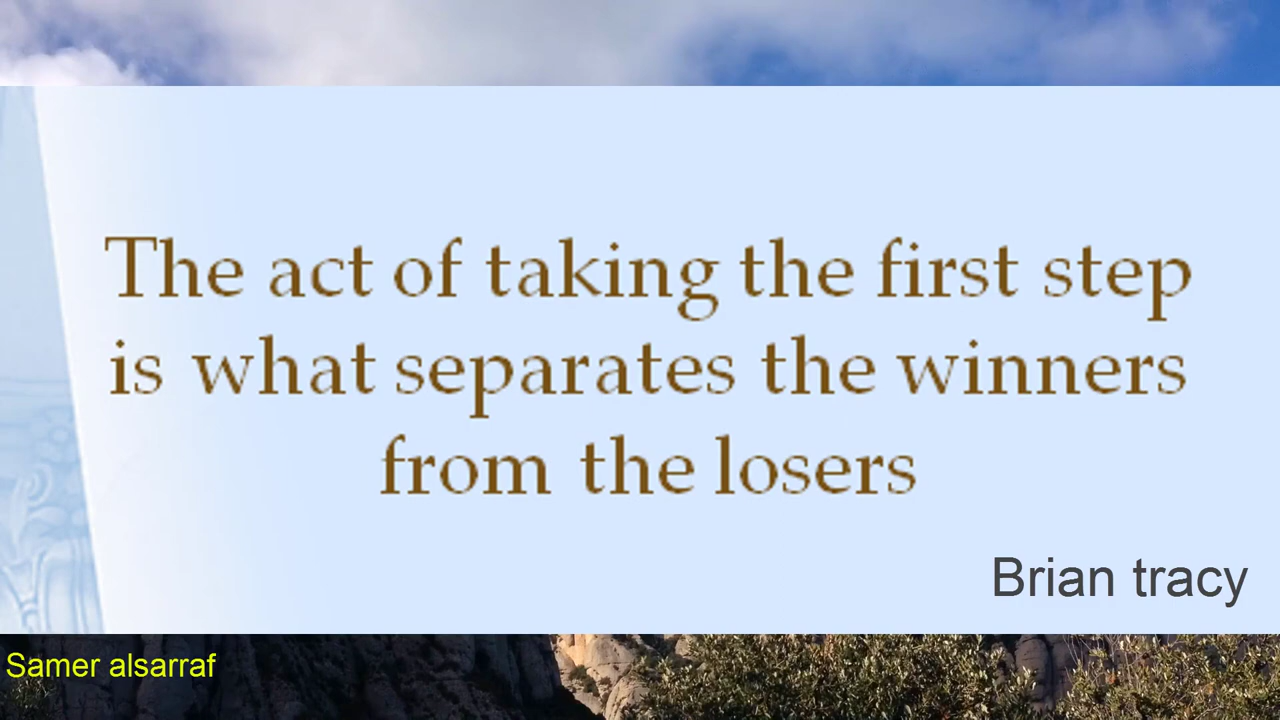 The act of taking the first step
is what separates the winners
from the losers
Brian tracy
Samer alsarraf